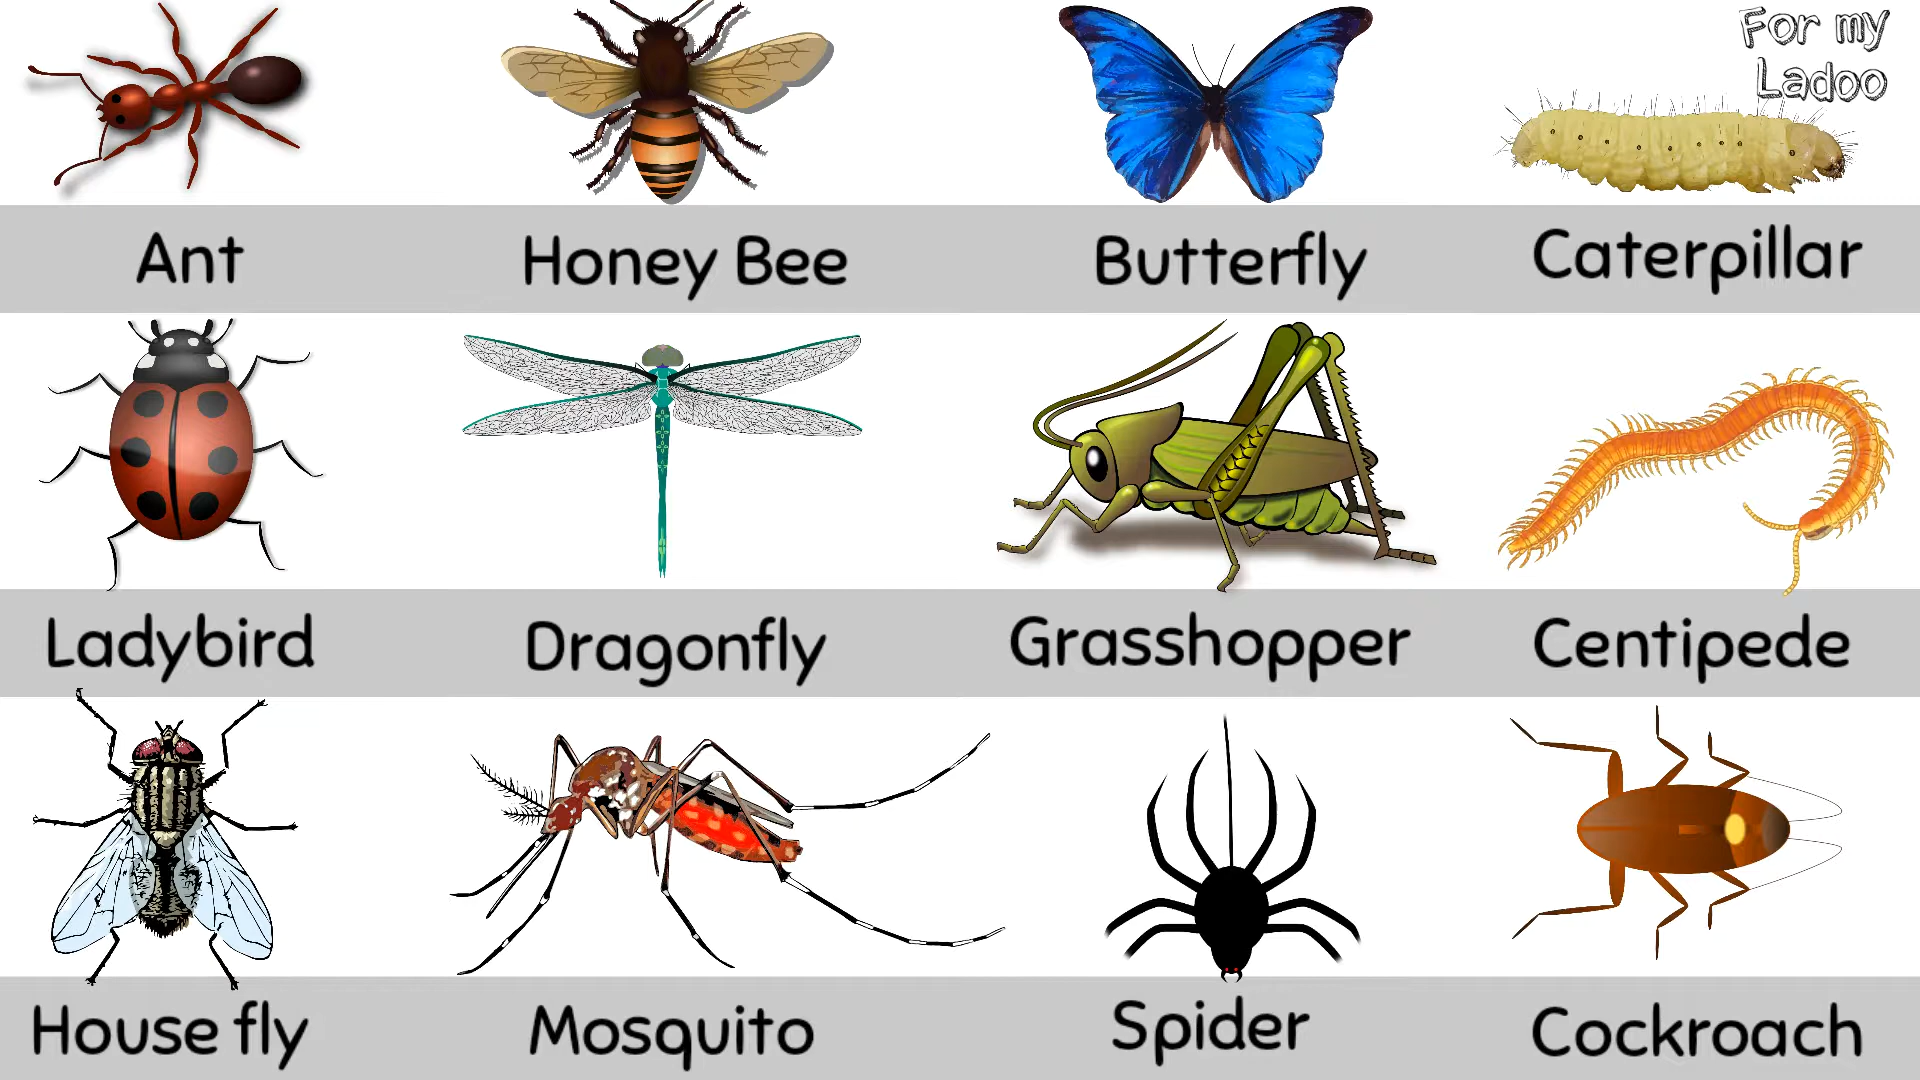 For my
Ladoo
Ant
Honey Bee
Butterfly
Caterpillar
Ladybird
Dragonfly
Grasshopper
Centipede
House fly
Mosquito
Spider
Cockroach